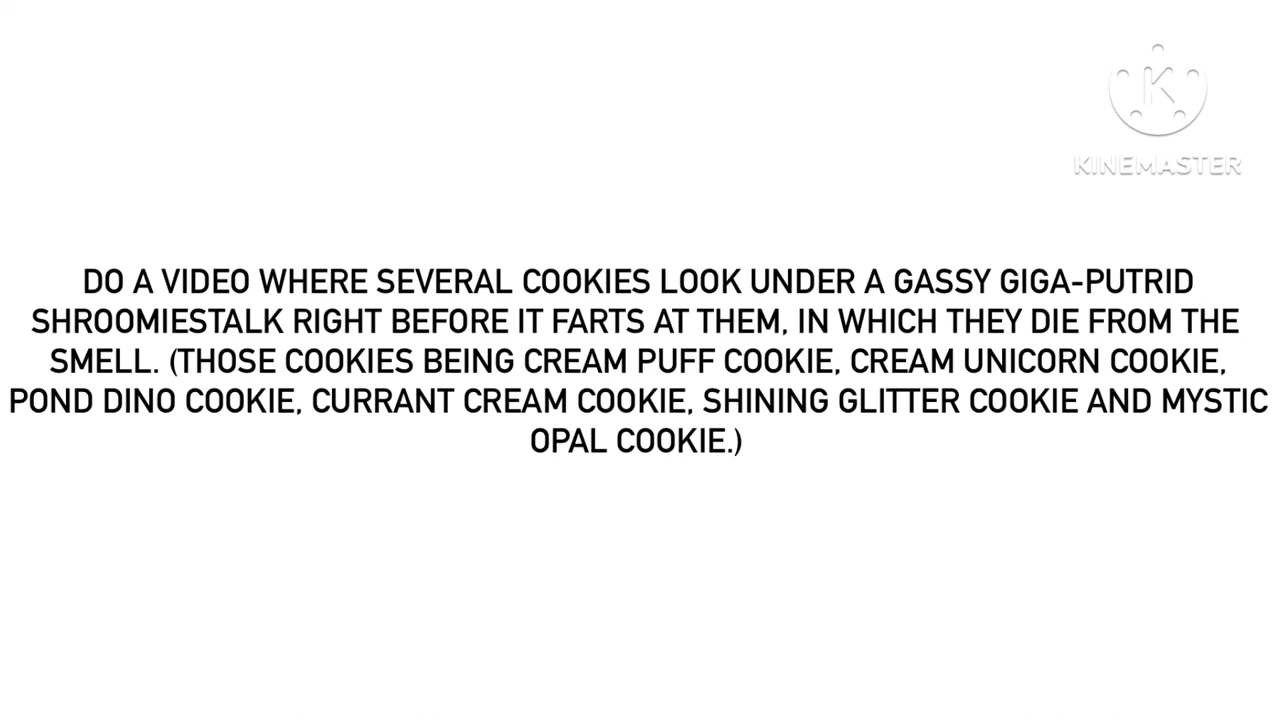 KINEMASTER
DO A VIDEO WHERE SEVERAL COOKIES LOOK UNDER A GASSY GIGA-PUTRID
SHROOMIESTALK RIGHT BEFORE IT FARTS AT THEM, IN WHICH THEY DIE FROM THE
SMELL. (THOSE COOKIES BEING CREAM PUFF COOKIE, CREAM UNICORN COOKIE,
POND DINO COOKIE, CURRANT CREAM COOKIE, SHINING GLITTER COOKIE AND MYSTIC
OPAL COOKIE.)